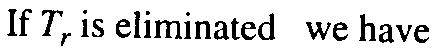 If T_r is eliminated we have